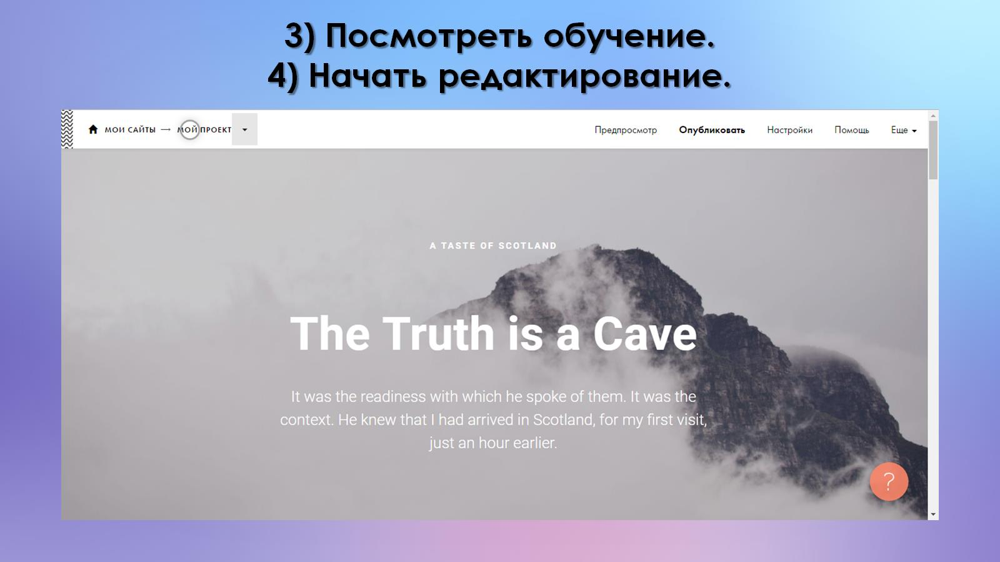 3) Посмотреть обучение.
4) Начать редактирование.
МОИ САЙТЫ → МОЙ ПРОЕКТ
Предпросмотр Опубликовать Настройки Помощь Еще
A TASTE OF SCOTLAND
The Truth is a Cave
It was the readiness with which he spoke of them. It was the
context. He knew that I had arrived in Scotland, for my first visit,
just an hour earlier.
?